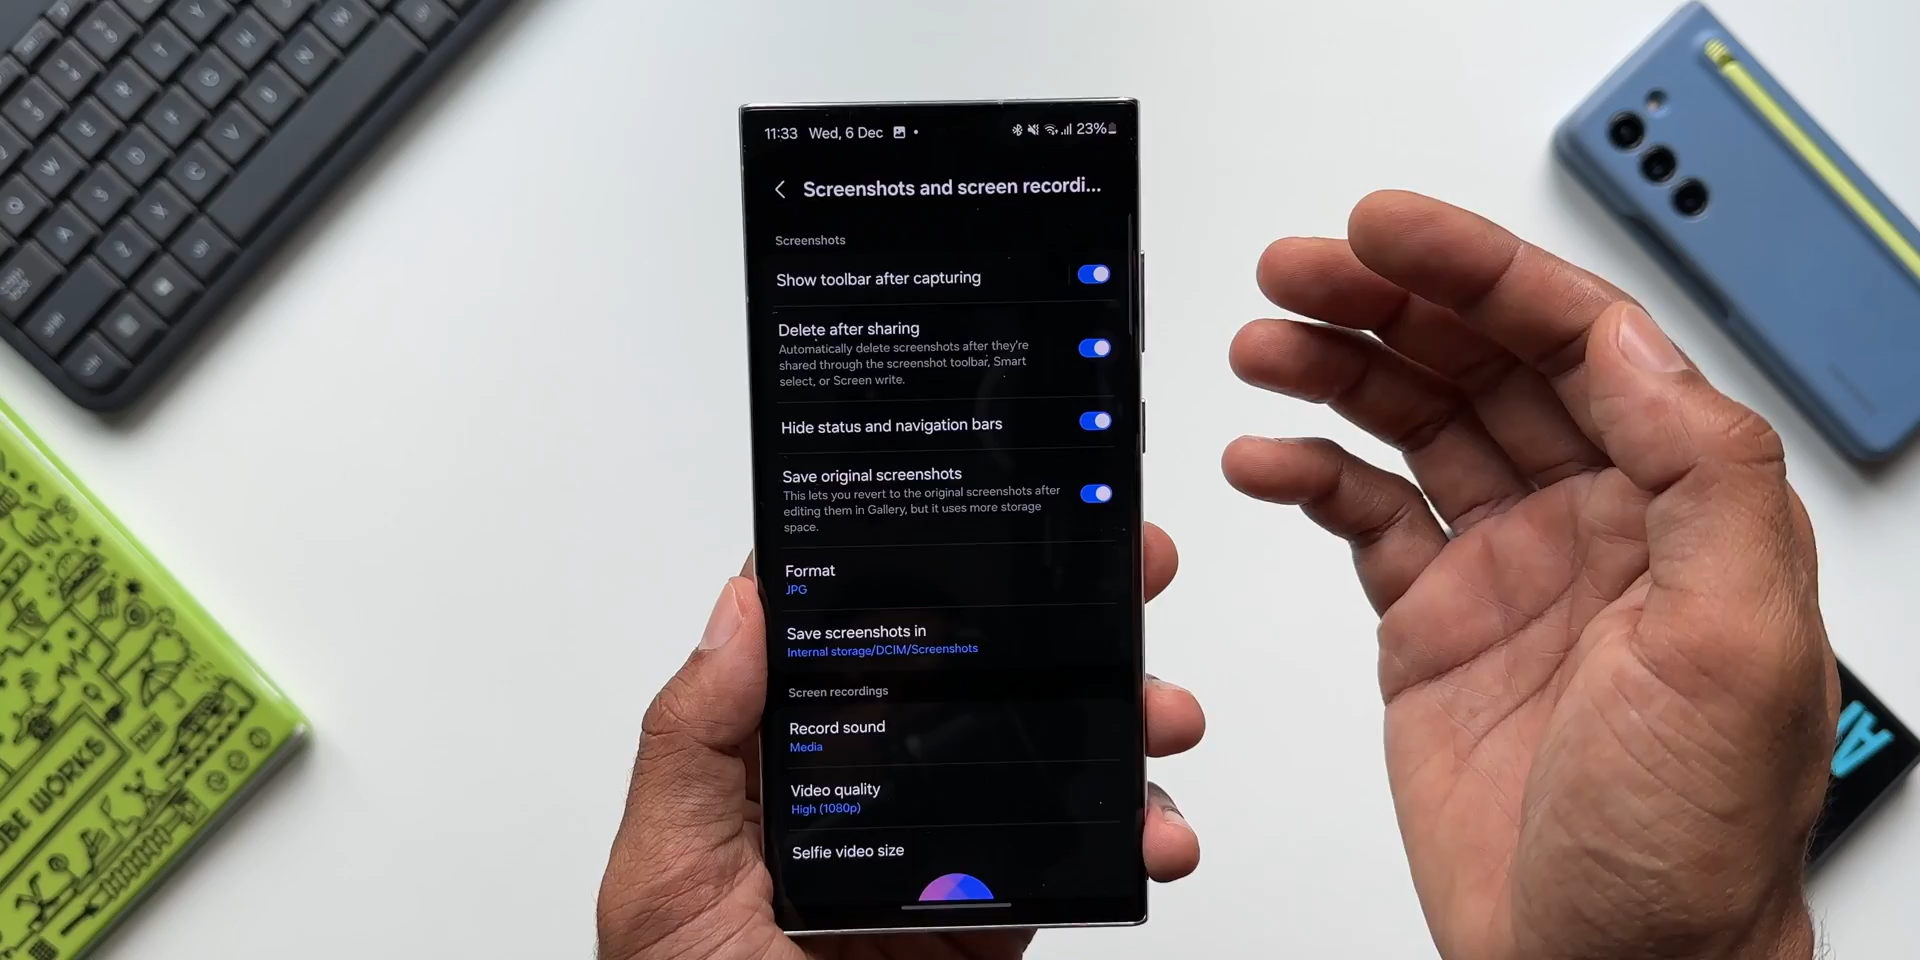 11:33 Wed, 6 Dec 23%
Screenshots and screen recordi...
Screenshots
Show toolbar after capturing
Delete after sharing
Automatically delete screenshots after they're
shared through the screenshot toolbar, Smart
select, or Screen write.
Hide status and navigation bars
Save original screenshots
This lets you revert to the original screenshots after
editing them in Gallery, but it uses more storage
space.
Format
JPG
Save screenshots in
Internal storage/DCIM/Screenshots
Screen recordings
Record sound
Media
Video quality
High (1080p)
Selfie video size
WORKS